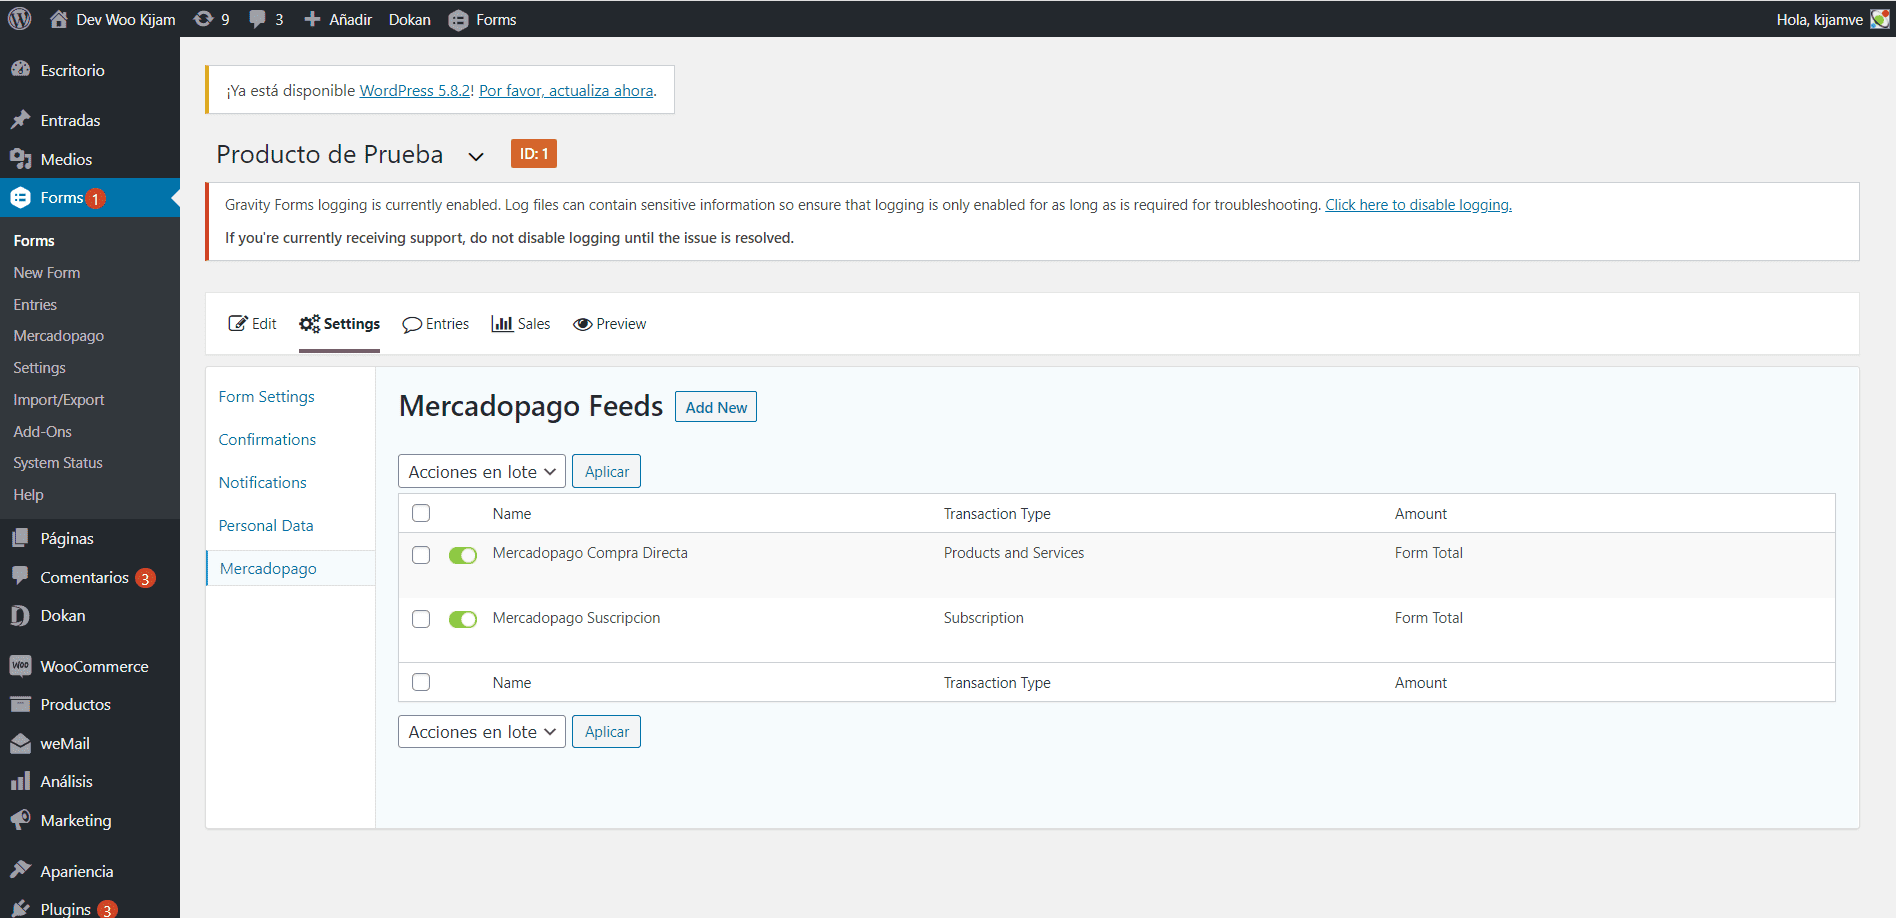 Dev Woo Kijam 9 3 Añadir Dokan Forms Hola, kijamve
Escritorio
Entradas
Medios
Forms 1
Forms
New Form
Entries
Mercadopago
Settings
Import/Export
Add-Ons
System Status
Help
Páginas
Comentarios 3
Dokan
WooCommerce
Productos
weMail
Análisis
Marketing
Apariencia
Plugins 3
¡Ya está disponible WordPress 5.8.2! Por favor, actualiza ahora.
Producto de Prueba ID: 1
Gravity Forms logging is currently enabled. Log files can contain sensitive information so ensure that logging is only enabled for as long as is required for troubleshooting. Click here to disable logging.
If you're currently receiving support, do not disable logging until the issue is resolved.
Edit Settings Entries Sales Preview
Form Settings
Confirmations
Notifications
Personal Data
Mercadopago
Mercadopago Feeds Add New
Acciones en lote Aplicar
Name Transaction Type Amount
Mercadopago Compra Directa Products and Services Form Total
Mercadopago Suscripcion Subscription Form Total
Name Transaction Type Amount
Acciones en lote Aplicar